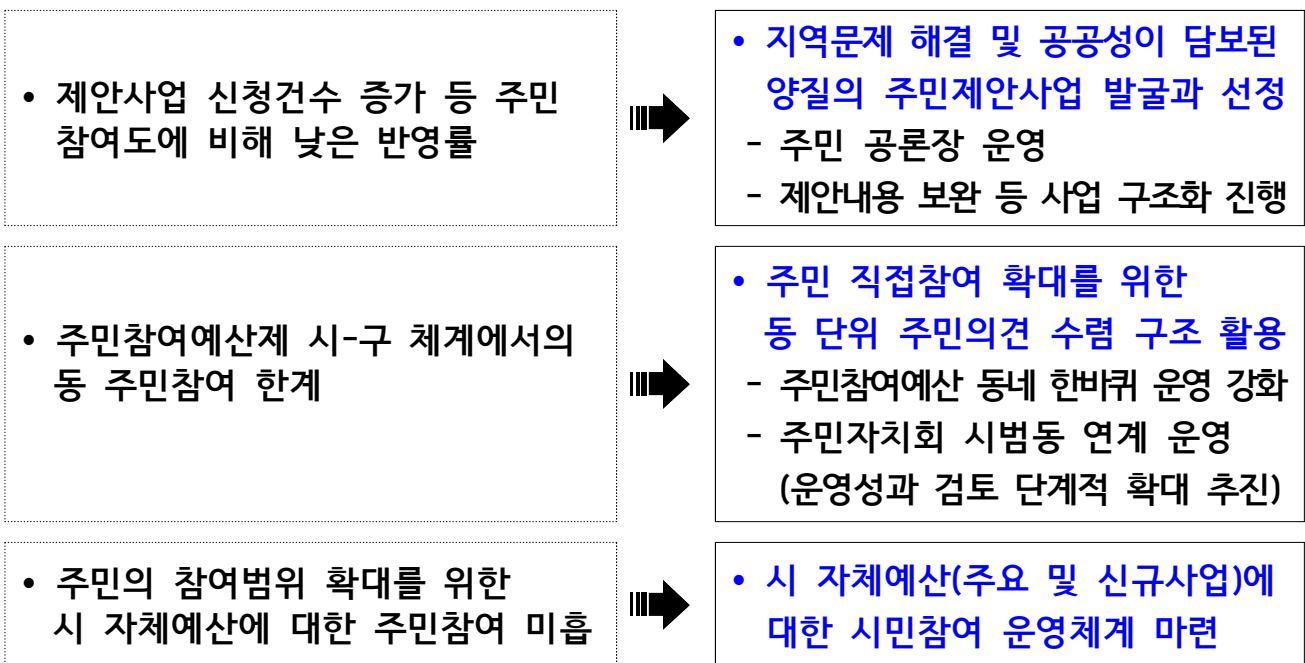 • 제안사업 신청건수 증가 등 주민
참여도에 비해 낮은 반영률
• 지역문제 해결 및 공공성이 담보된
양질의 주민제안사업 발굴과 선정
- 주민 공론장 운영
- 제안내용 보완 등 사업 구조화 진행
• 주민참여예산제 시-구 체계에서의
동 주민참여 한계
• 주민 직접참여 확대를 위한
동 단위 주민의견 수렴 구조 활용
- 주민참여예산 동네 한바퀴 운영 강화
- 주민자치회 시범동 연계 운영
(운영성과 검토 단계적 확대 추진)
• 주민의 참여범위 확대를 위한
시 자체예산에 대한 주민참여 미흡
• 시 자체예산(주요 및 신규사업)에
대한 시민참여 운영체계 마련